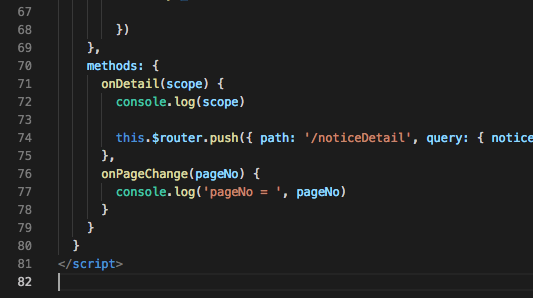 67
68 })
69 },
70 methods: {
71 onDetail(scope) {
72 console.log(scope)
73
74 this.$router.push({ path: '/noticeDetail', query: { notice
75 },
76 onPageChange(pageNo) {
77 console.log('pageNo = ', pageNo)
78 }
79 }
80 }
81 </script>
82